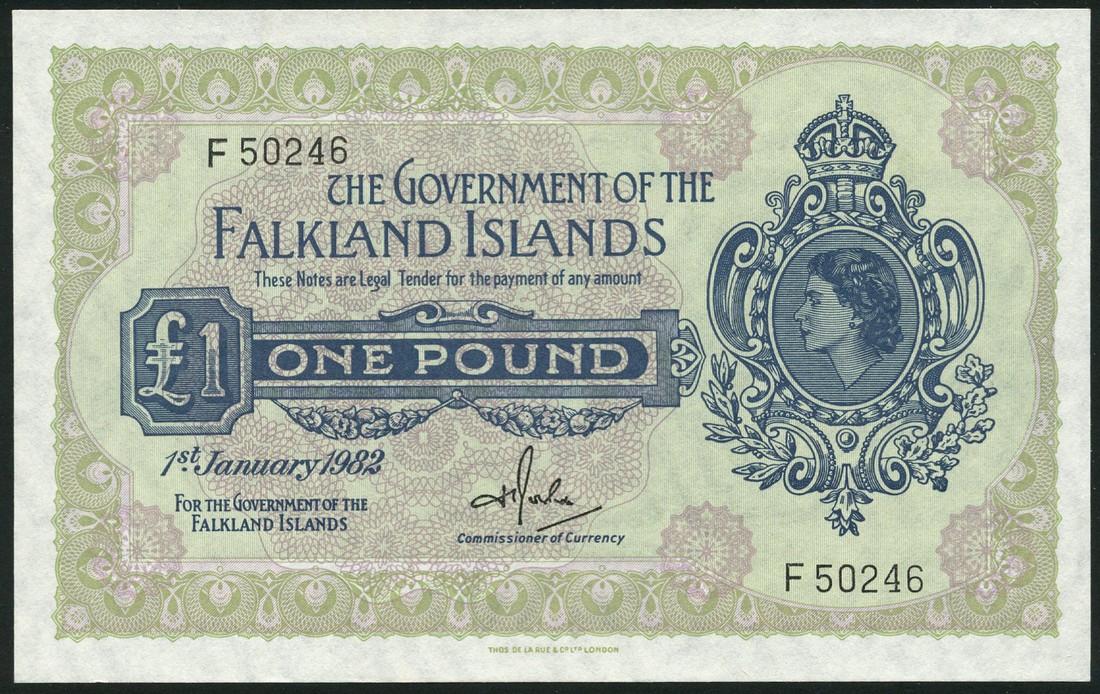 F 50246
THE GOVERNMENT OF THE
FALKLAND ISLANDS
These Notes are Legal Tender for the payment of any amount
£1
ONE POUND
1st January 1982
FOR THE GOVERNMENT OF THE
FALKLAND ISLANDS
Commissioner of Currency
F 50246
THOS DE LA RUE & CO LTD LONDON